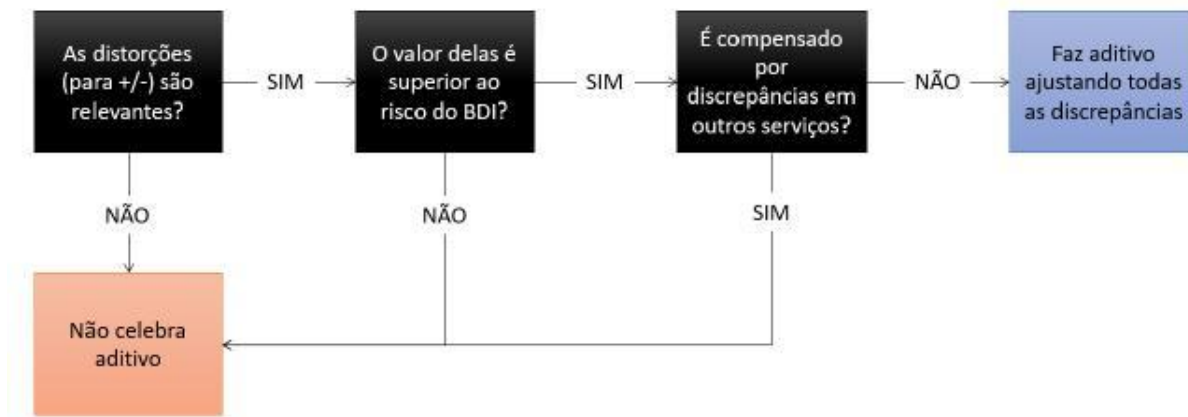 As distorções
(para +/-) são
relevantes?
SIM
O valor delas é
superior ao
risco do BDI?
SIM
É compensado
por
discrepâncias em
outros serviços?
NÃO
Faz aditivo
ajustando todas
as discrepâncias
NÃO
NÃO
SIM
Não celebra
aditivo